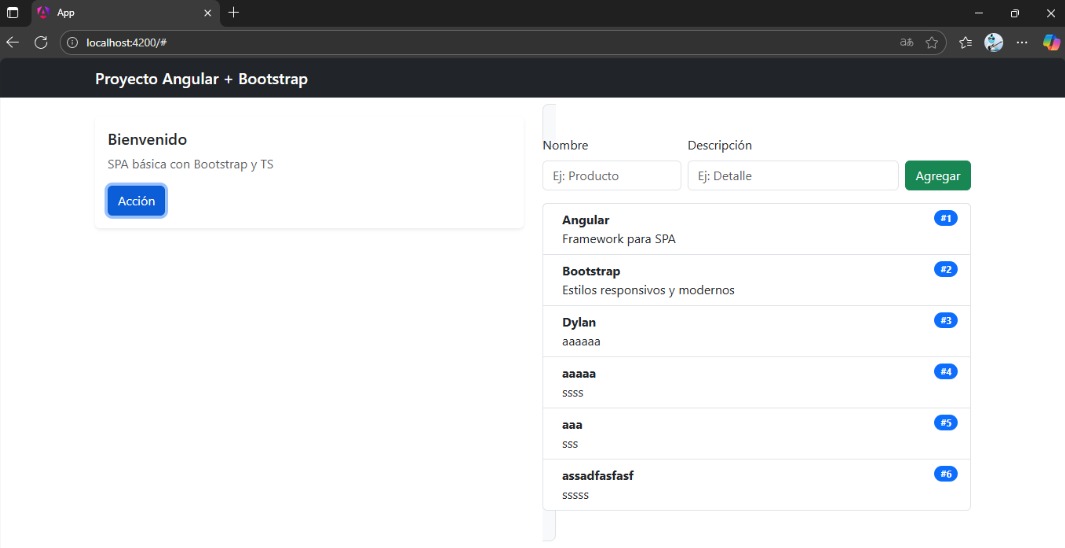 App
localhost:4200/#
Proyecto Angular + Bootstrap
Bienvenido
SPA básica con Bootstrap y TS
Acción
Nombre
Descripción
Ej: Producto
Ej: Detalle
Agregar
Angular
#1
Framework para SPA
Bootstrap
#2
Estilos responsivos y modernos
Dylan
#3
aaaaaa
aaaaa
#4
ssss
aaa
#5
sss
assadfasfasf
#6
sssss